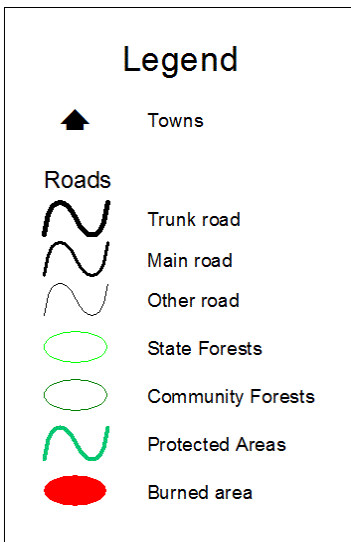 Legend
Towns
Roads
Trunk road
Main road
Other road
State Forests
Community Forests
Protected Areas
Burned area